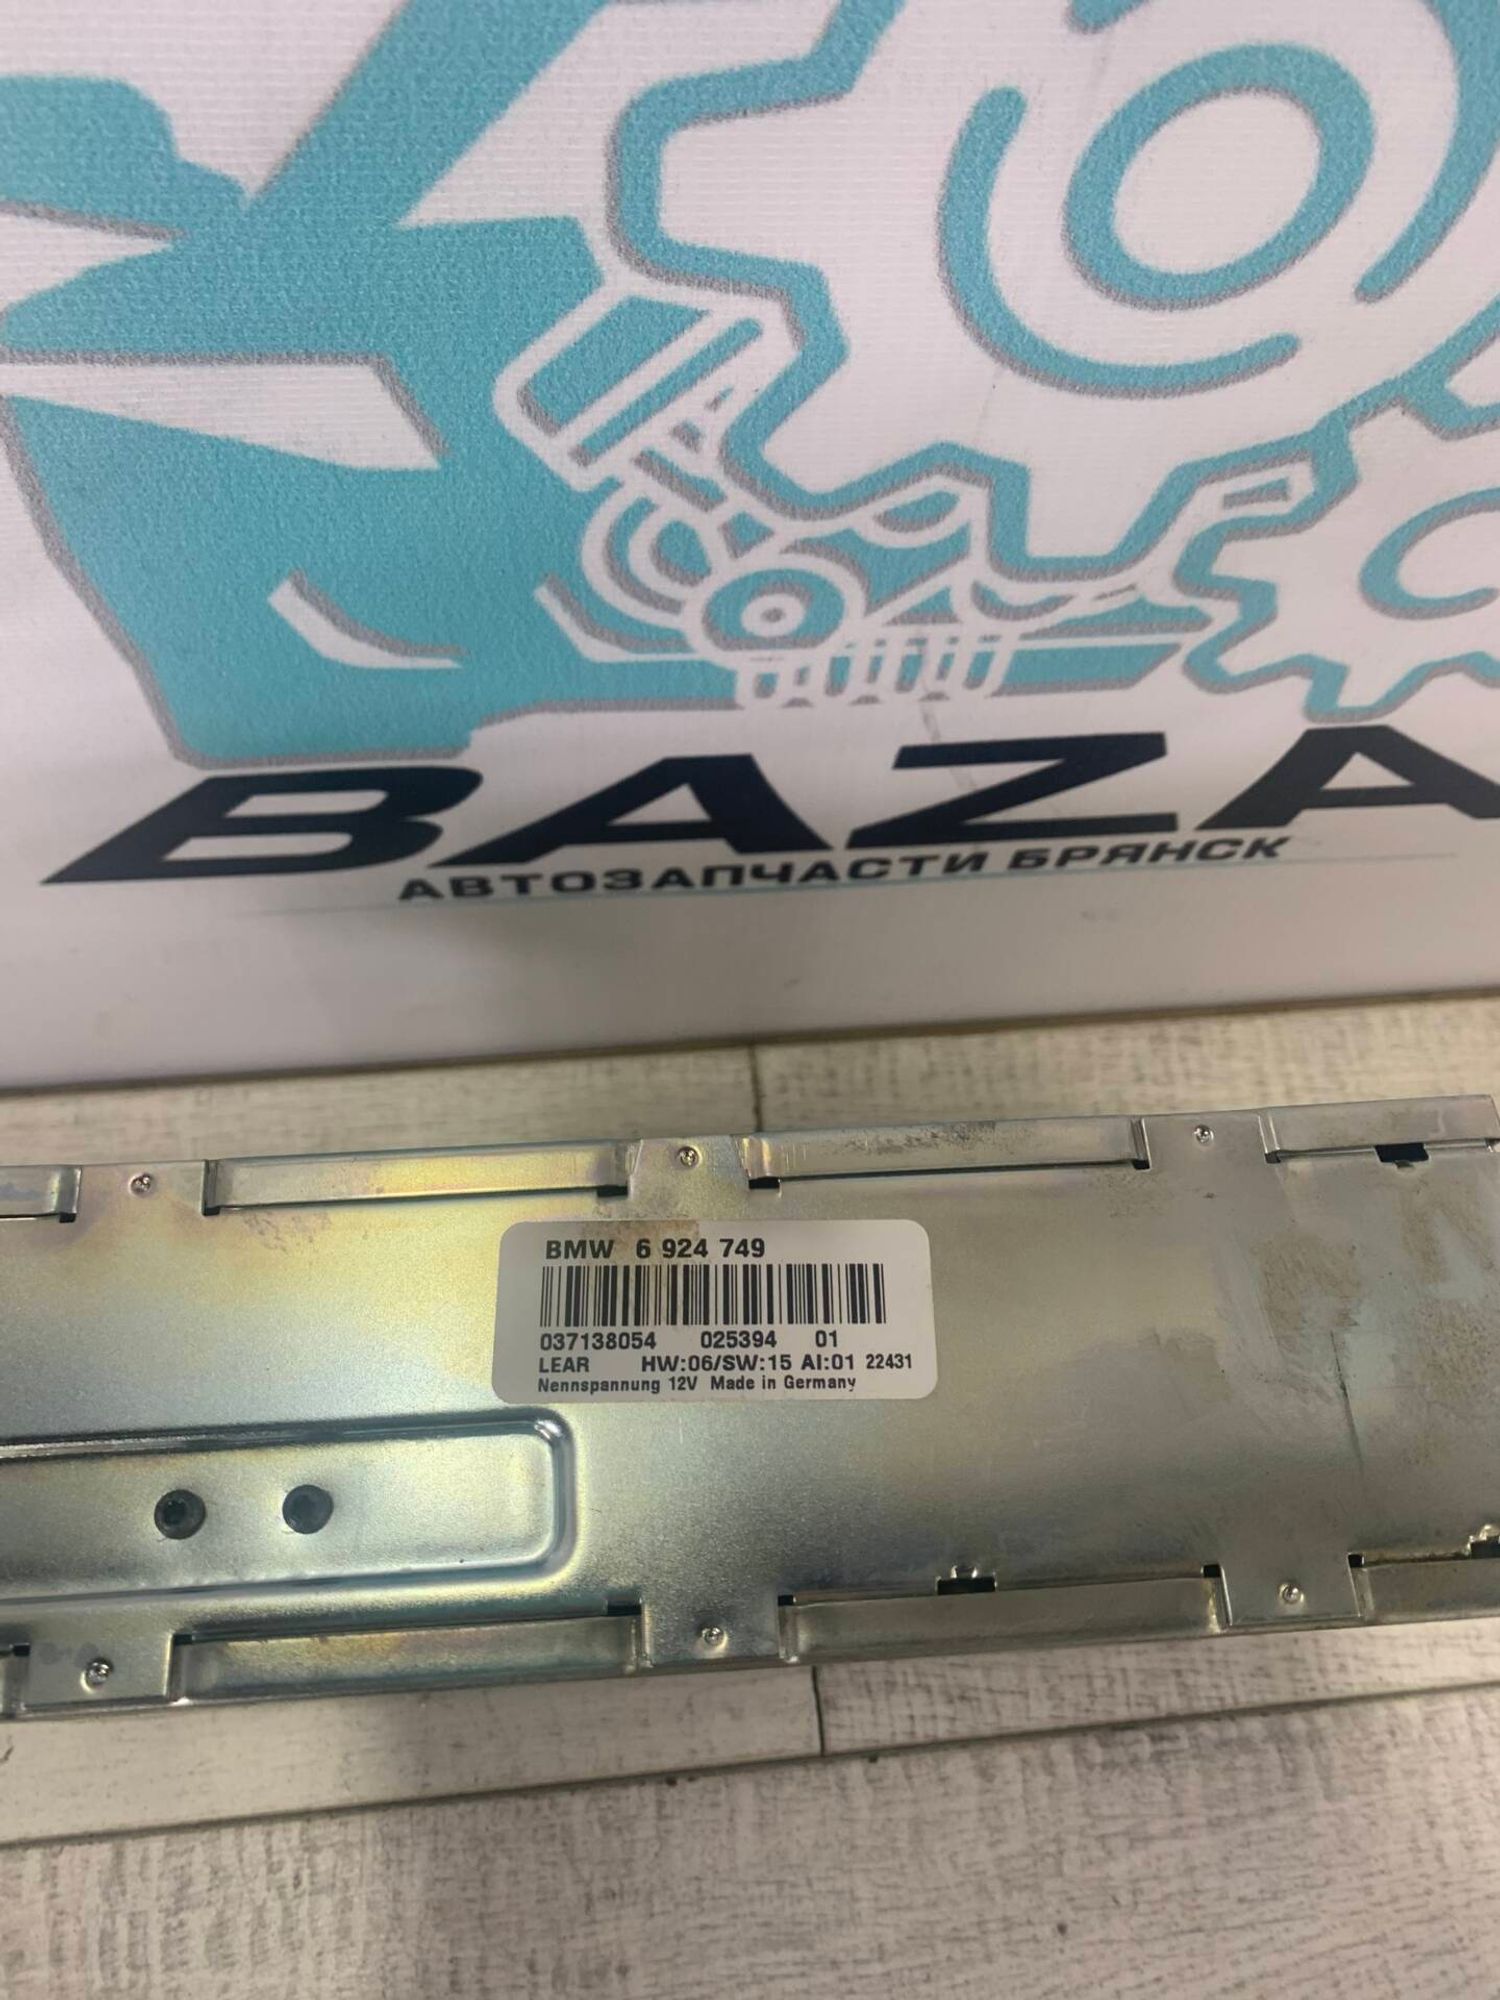 BAZA
АВТОЗАПЧАСТИ БРЯНСК
BMW 6 924 749
037138054 025394 01
LEAR HW:06/SW:15 AI:01 22431
Nennspannung 12V Made in Germany